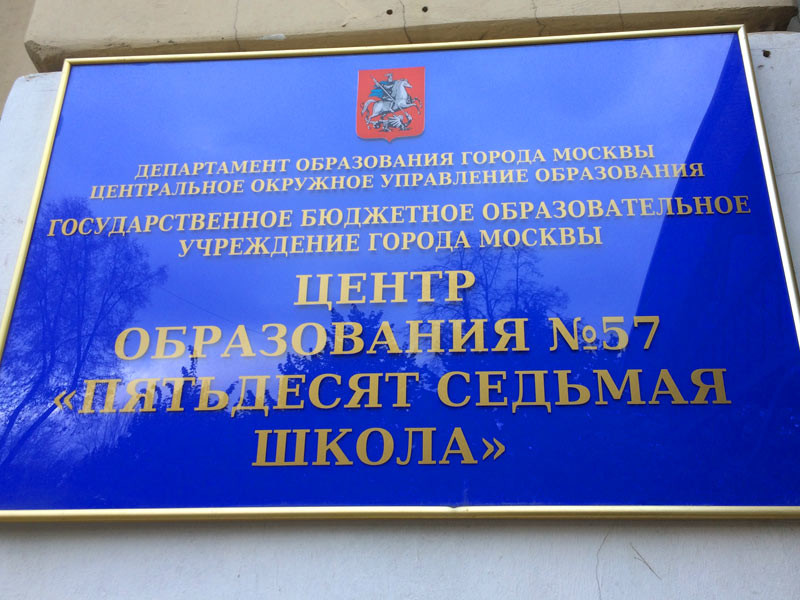 ДЕПАРТАМЕНТ ОБРАЗОВАНИЯ ГОРОДА МОСКВЫ
ЦЕНТРАЛЬНОЕ ОКРУЖНОЕ УПРАВЛЕНИЕ ОБРАЗОВАНИЯ
ГОСУДАРСТВЕННОЕ БЮДЖЕТНОЕ ОБРАЗОВАТЕЛЬНОЕ
УЧРЕЖДЕНИЕ ГОРОДА МОСКВЫ
ЦЕНТР
ОБРАЗОВАНИЯ №57
«ПЯТЬДЕСЯТ СЕДЬМАЯ
ШКОЛА»